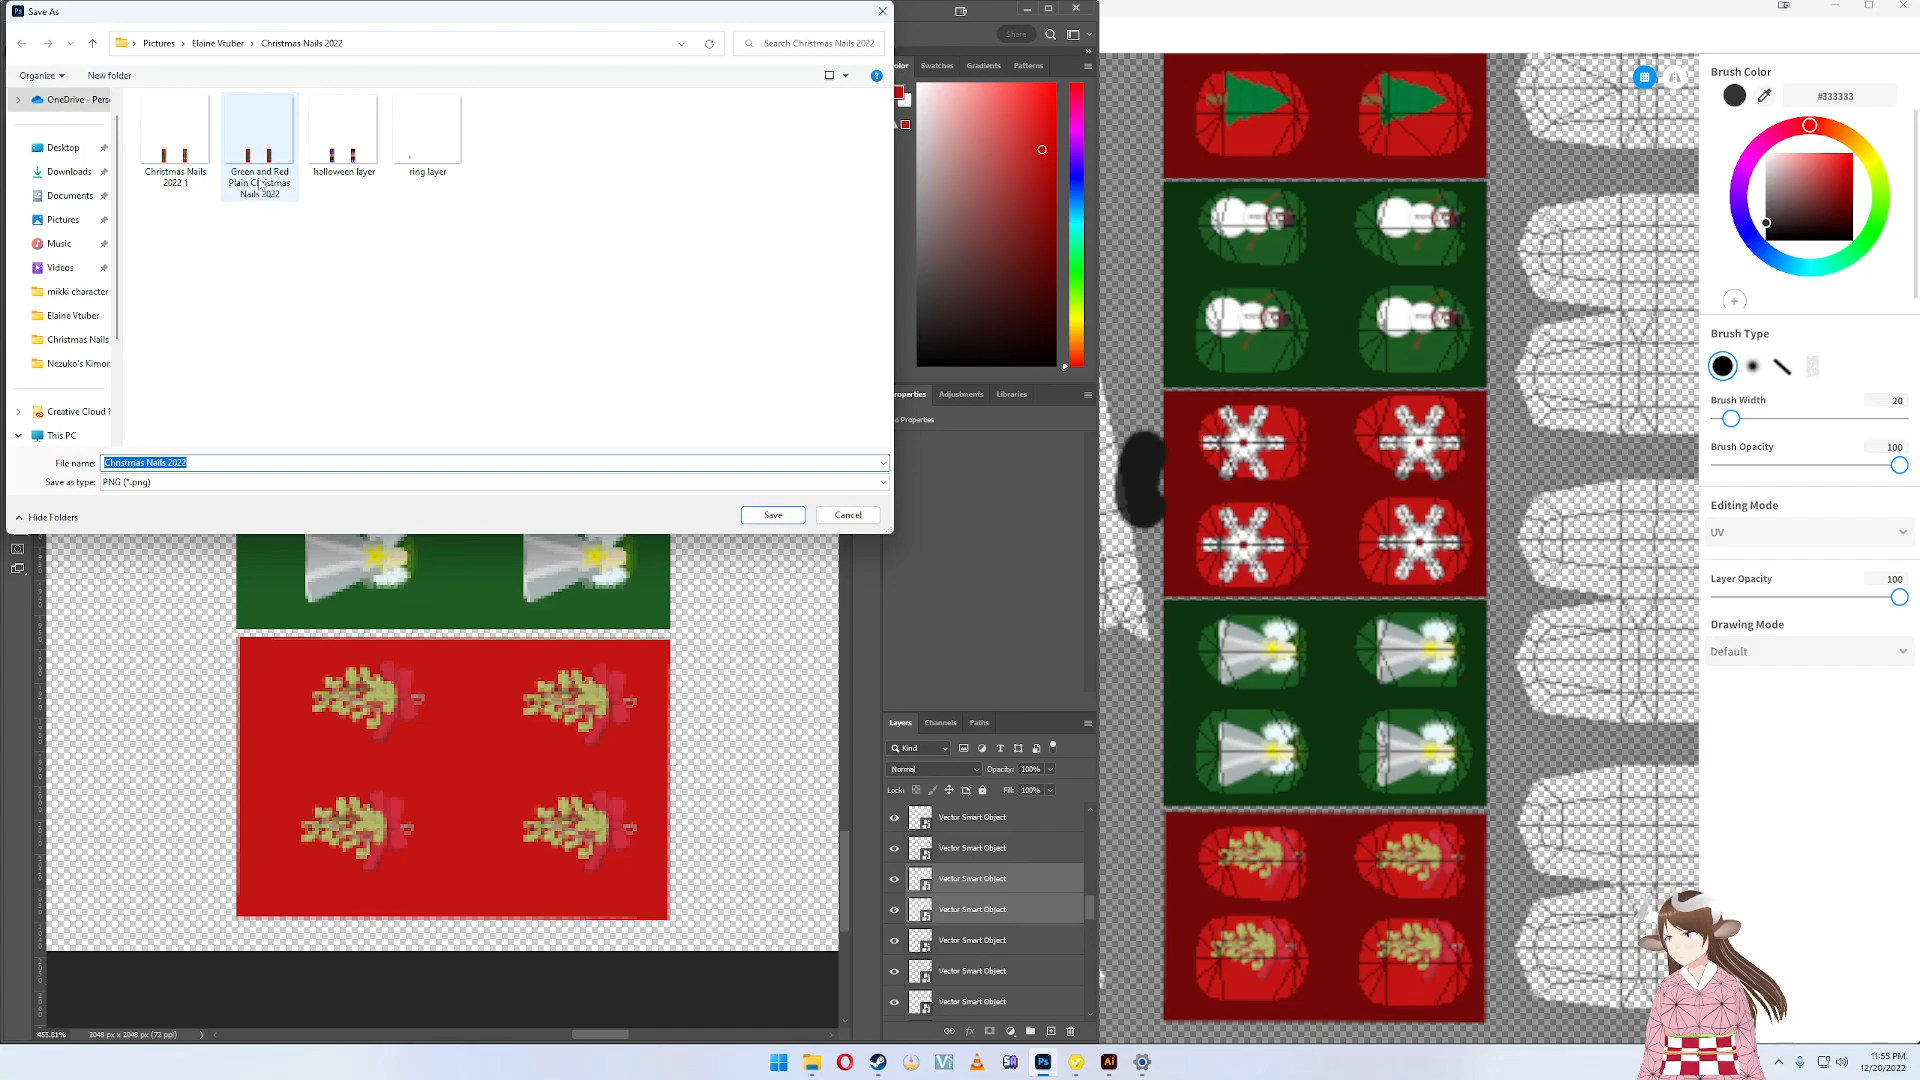 Save As
Pictures > Elaine Vtuber > Christmas Nails 2022
Search Christmas Nails 2022
Organize
New folder
OneDrive - Pers
Desktop
Downloads
Documents
Pictures
Music
Videos
mikki character
Elaine Vtuber
Christmas Nails
Nezuko's Kimon
Creative Cloud F
This PC
Christmas Nails
2022 1
Green and Red
Plain Christmas
Nails 2022
halloween layer
ring layer
File name: Christmas Nails 2022
Save as type: PNG (*.png)
Hide Folders
Save
Cancel
Share
olor
Swatches
Gradients
Patterns
roperties
Adjustments
Libraries
o Properties
Layers
Channels
Paths
Kind
Normal
Opacity: 100%
Lock:
Fill: 100%
Vector Smart Object
Vector Smart Object
Vector Smart Object
Vector Smart Object
Vector Smart Object
Vector Smart Object
Vector Smart Object
455.81%
2048 px x 2048 px (72 ppi)
Brush Color
#333333
Brush Type
Brush Width
20
Brush Opacity
100
Editing Mode
UV
Layer Opacity
100
Drawing Mode
Default
Ps
Ai
11:55 PM
12/20/2022